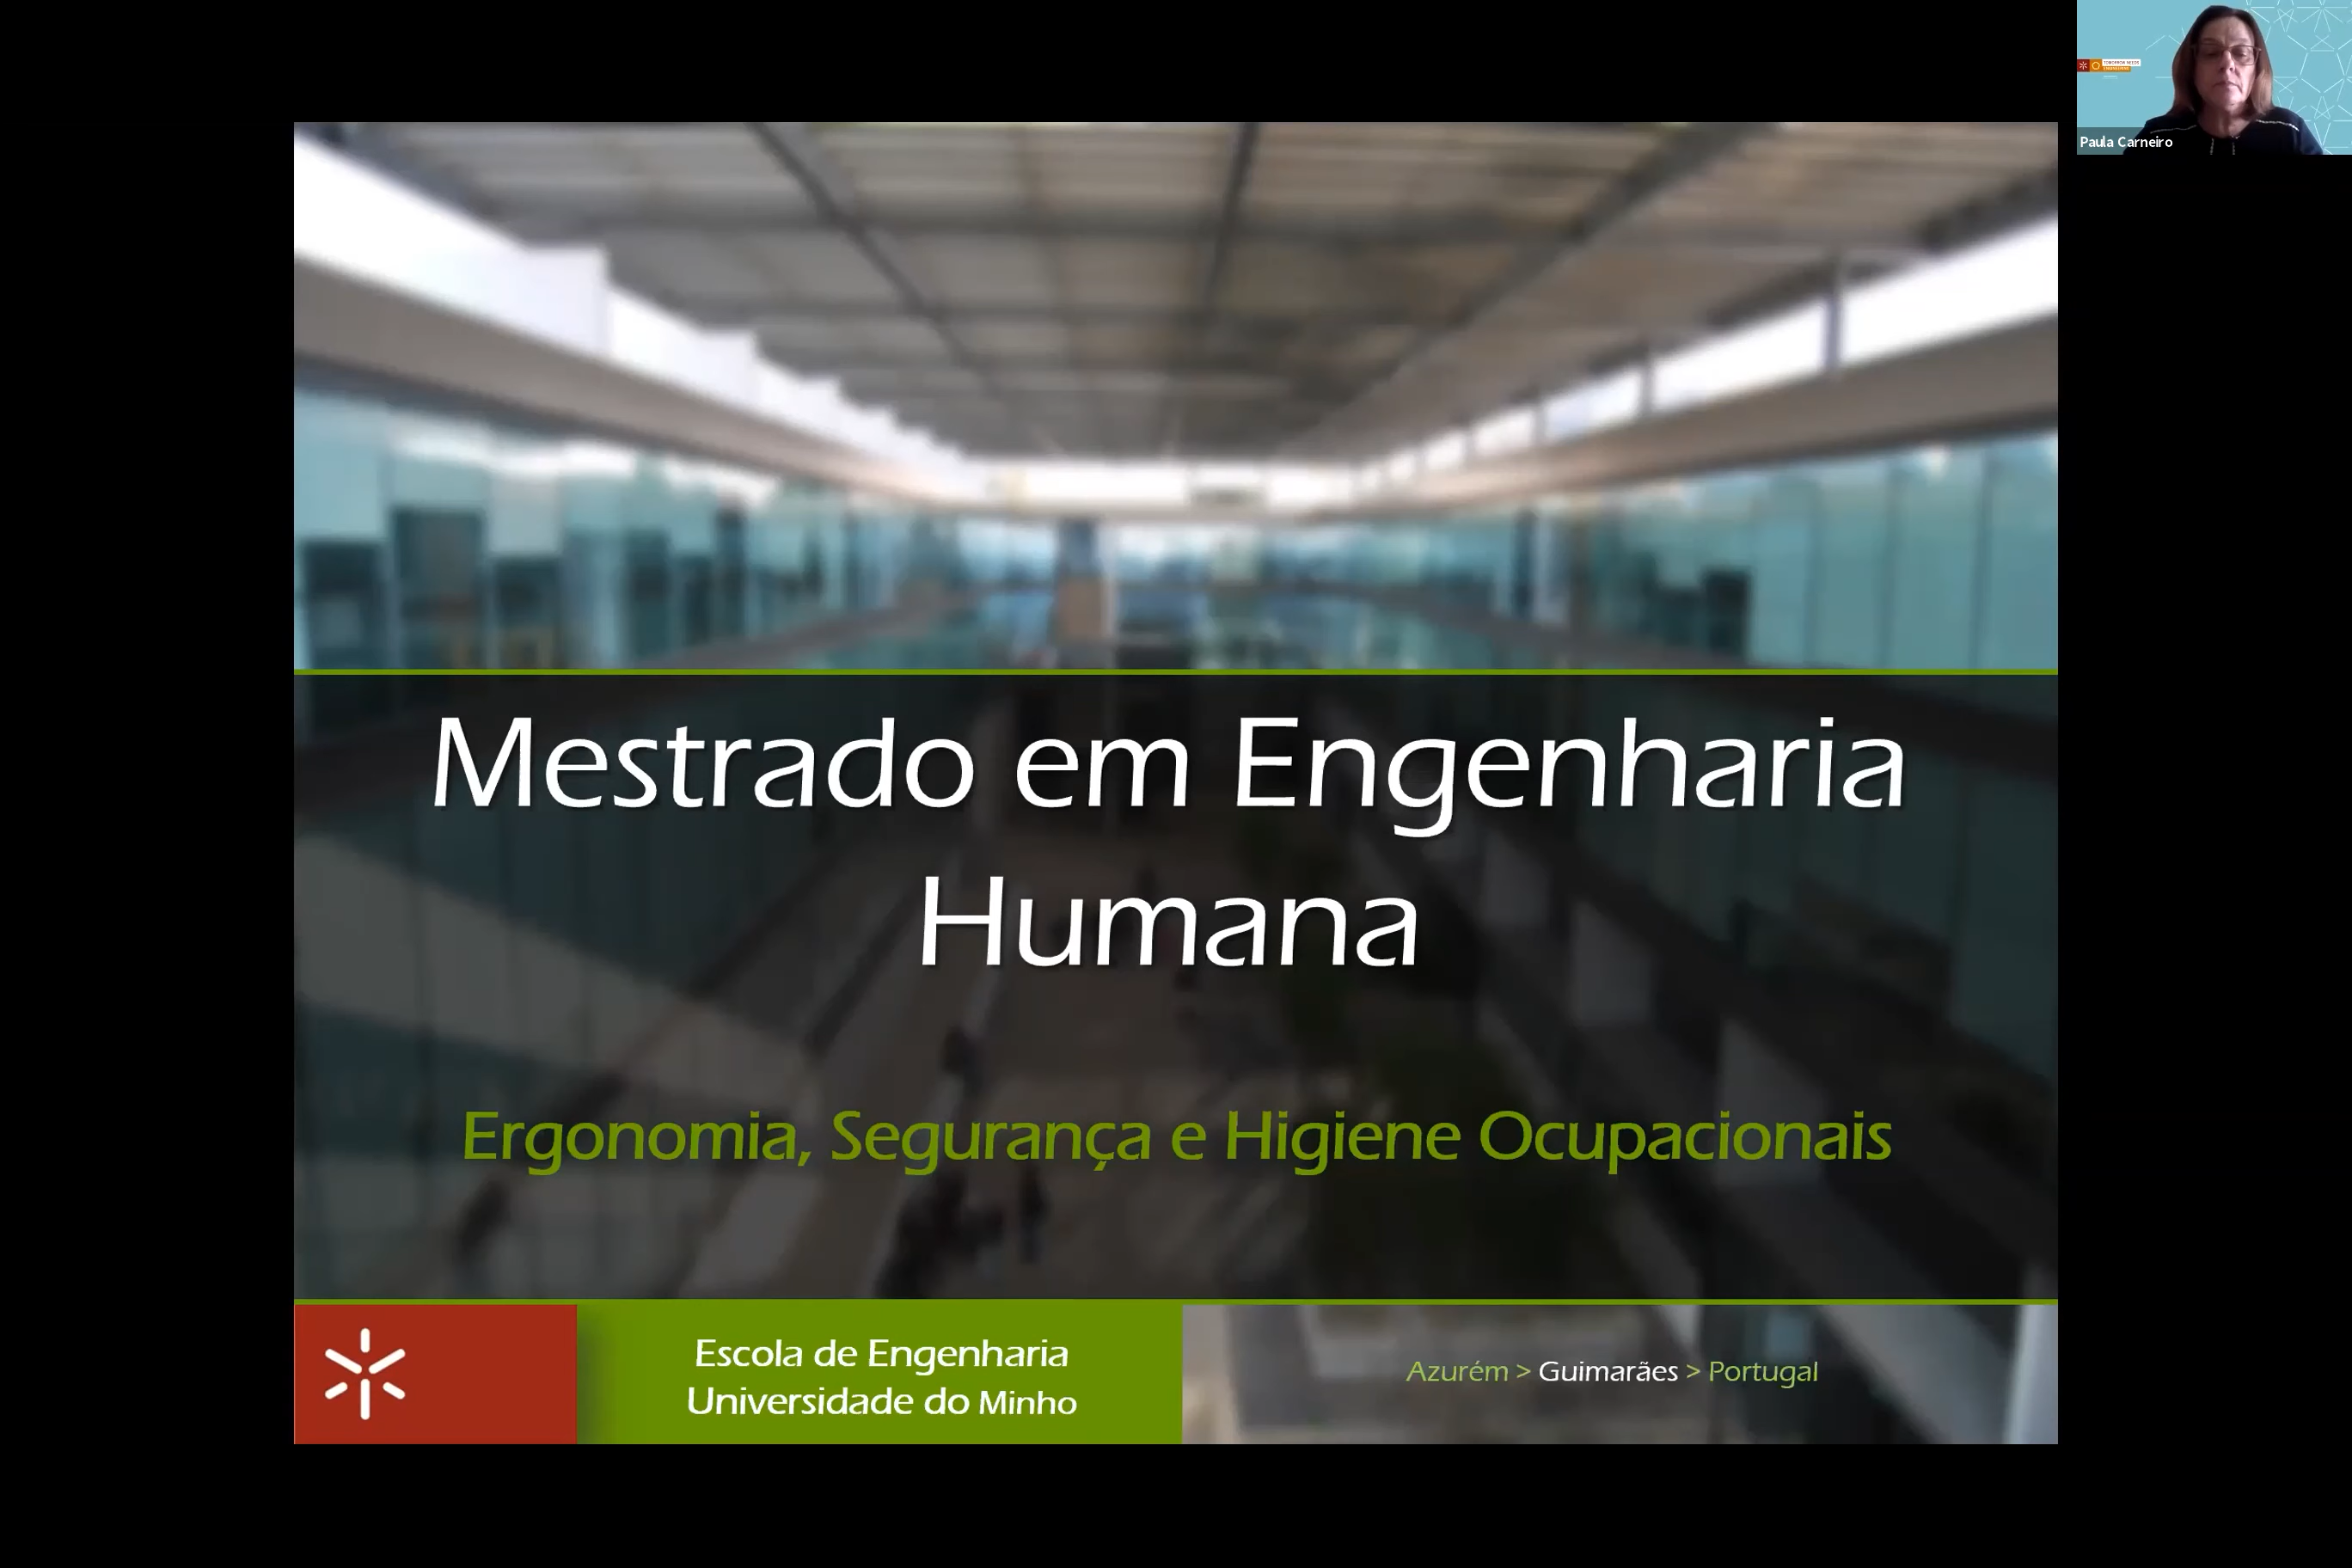 Paula Carneiro
Mestrado em Engenharia
Humana
Ergonomia, Segurança e Higiene Ocupacionais
Escola de Engenharia
Universidade do Minho
Azurém > Guimarães > Portugal